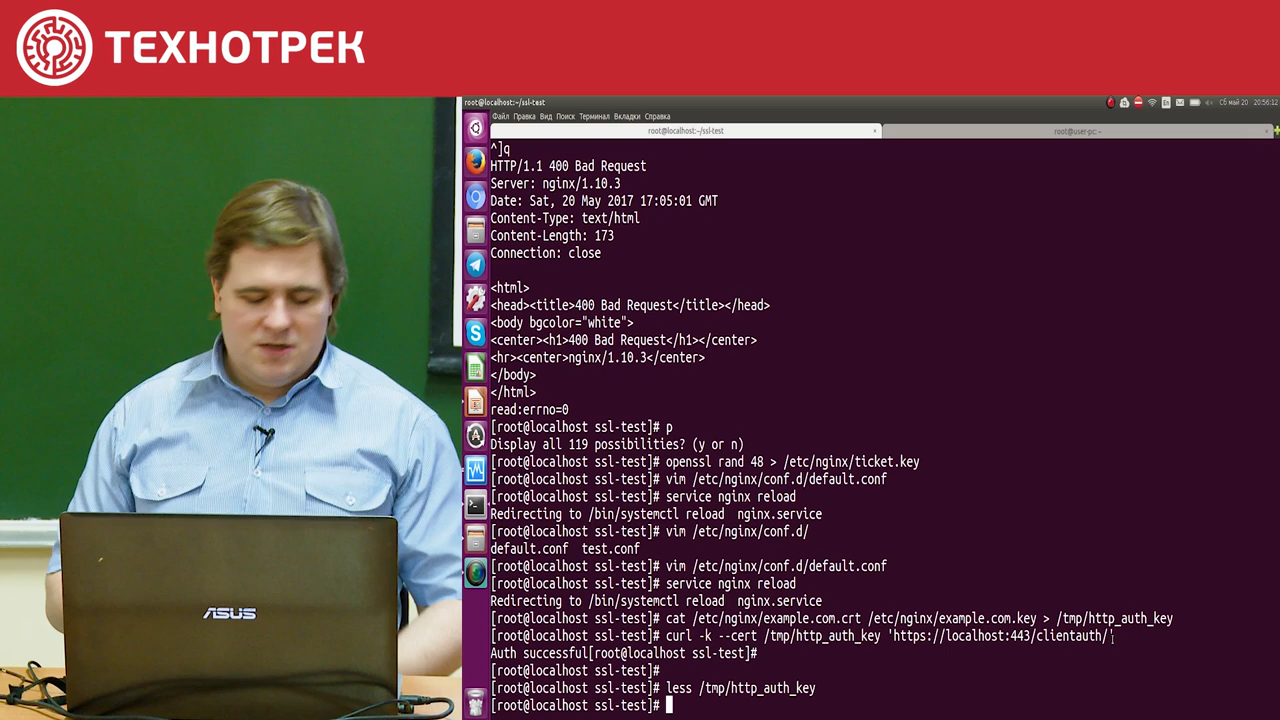 ТЕХНОТРЕК
root@localhost:~/ssl-test
Сб май 20 20:56:12
Файл Правка Вид Поиск Терминал Вкладки Справка
root@localhost:~/ssl-test ×
root@user-pc: ~ ×
^]q
HTTP/1.1 400 Bad Request
Server: nginx/1.10.3
Date: Sat, 20 May 2017 17:05:01 GMT
Content-Type: text/html
Content-Length: 173
Connection: close
<html>
<head><title>400 Bad Request</title></head>
<body bgcolor="white">
<center><h1>400 Bad Request</h1></center>
<hr><center>nginx/1.10.3</center>
</body>
</html>
read:errno=0
[root@localhost ssl-test]# p
Display all 119 possibilities? (y or n)
[root@localhost ssl-test]# openssl rand 48 > /etc/nginx/ticket.key
[root@localhost ssl-test]# vim /etc/nginx/conf.d/default.conf
[root@localhost ssl-test]# service nginx reload
Redirecting to /bin/systemctl reload  nginx.service
[root@localhost ssl-test]# vim /etc/nginx/conf.d/
default.conf  test.conf
[root@localhost ssl-test]# vim /etc/nginx/conf.d/default.conf
[root@localhost ssl-test]# service nginx reload
Redirecting to /bin/systemctl reload  nginx.service
[root@localhost ssl-test]# cat /etc/nginx/example.com.crt /etc/nginx/example.com.key > /tmp/http_auth_key
[root@localhost ssl-test]# curl -k --cert /tmp/http_auth_key 'https://localhost:443/clientauth/'
Auth successful[root@localhost ssl-test]#
[root@localhost ssl-test]#
[root@localhost ssl-test]# less /tmp/http_auth_key
[root@localhost ssl-test]#
ASUS